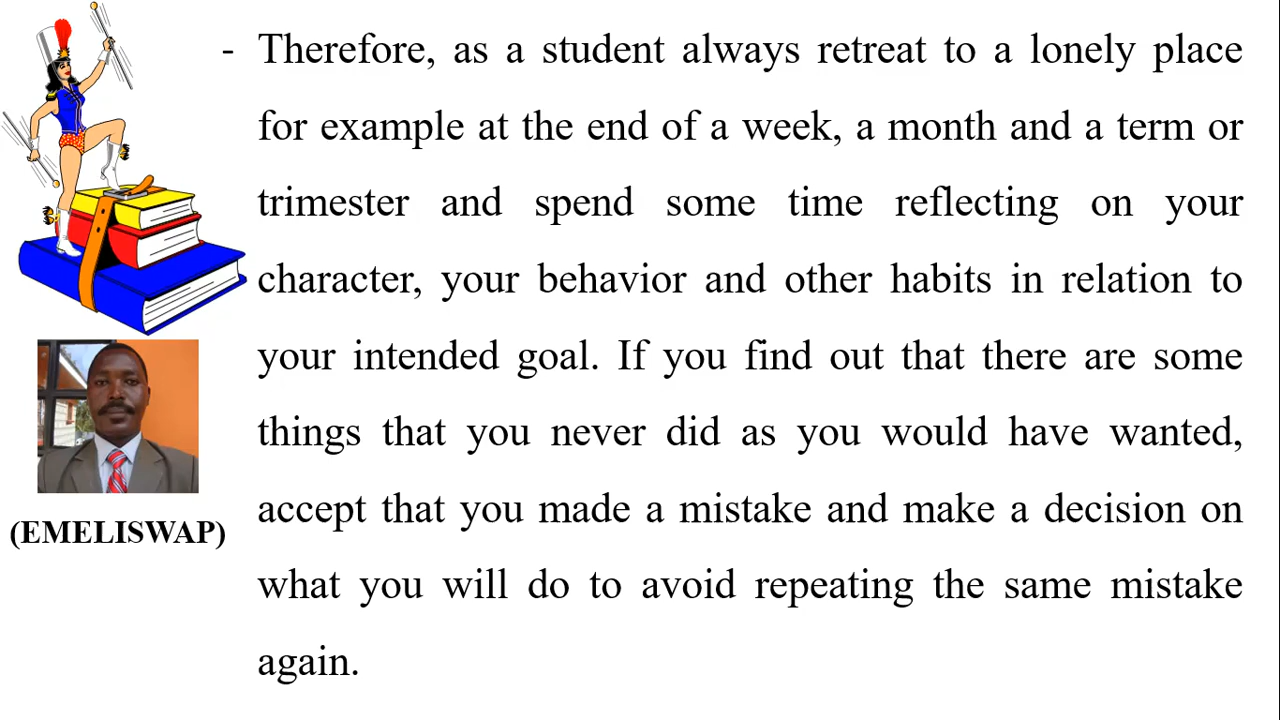 - Therefore, as a student always retreat to a lonely place
for example at the end of a week, a month and a term or
trimester and spend some time reflecting on your
character, your behavior and other habits in relation to
your intended goal. If you find out that there are some
things that you never did as you would have wanted,
accept that you made a mistake and make a decision on
what you will do to avoid repeating the same mistake
again.
(EMELISWAP)